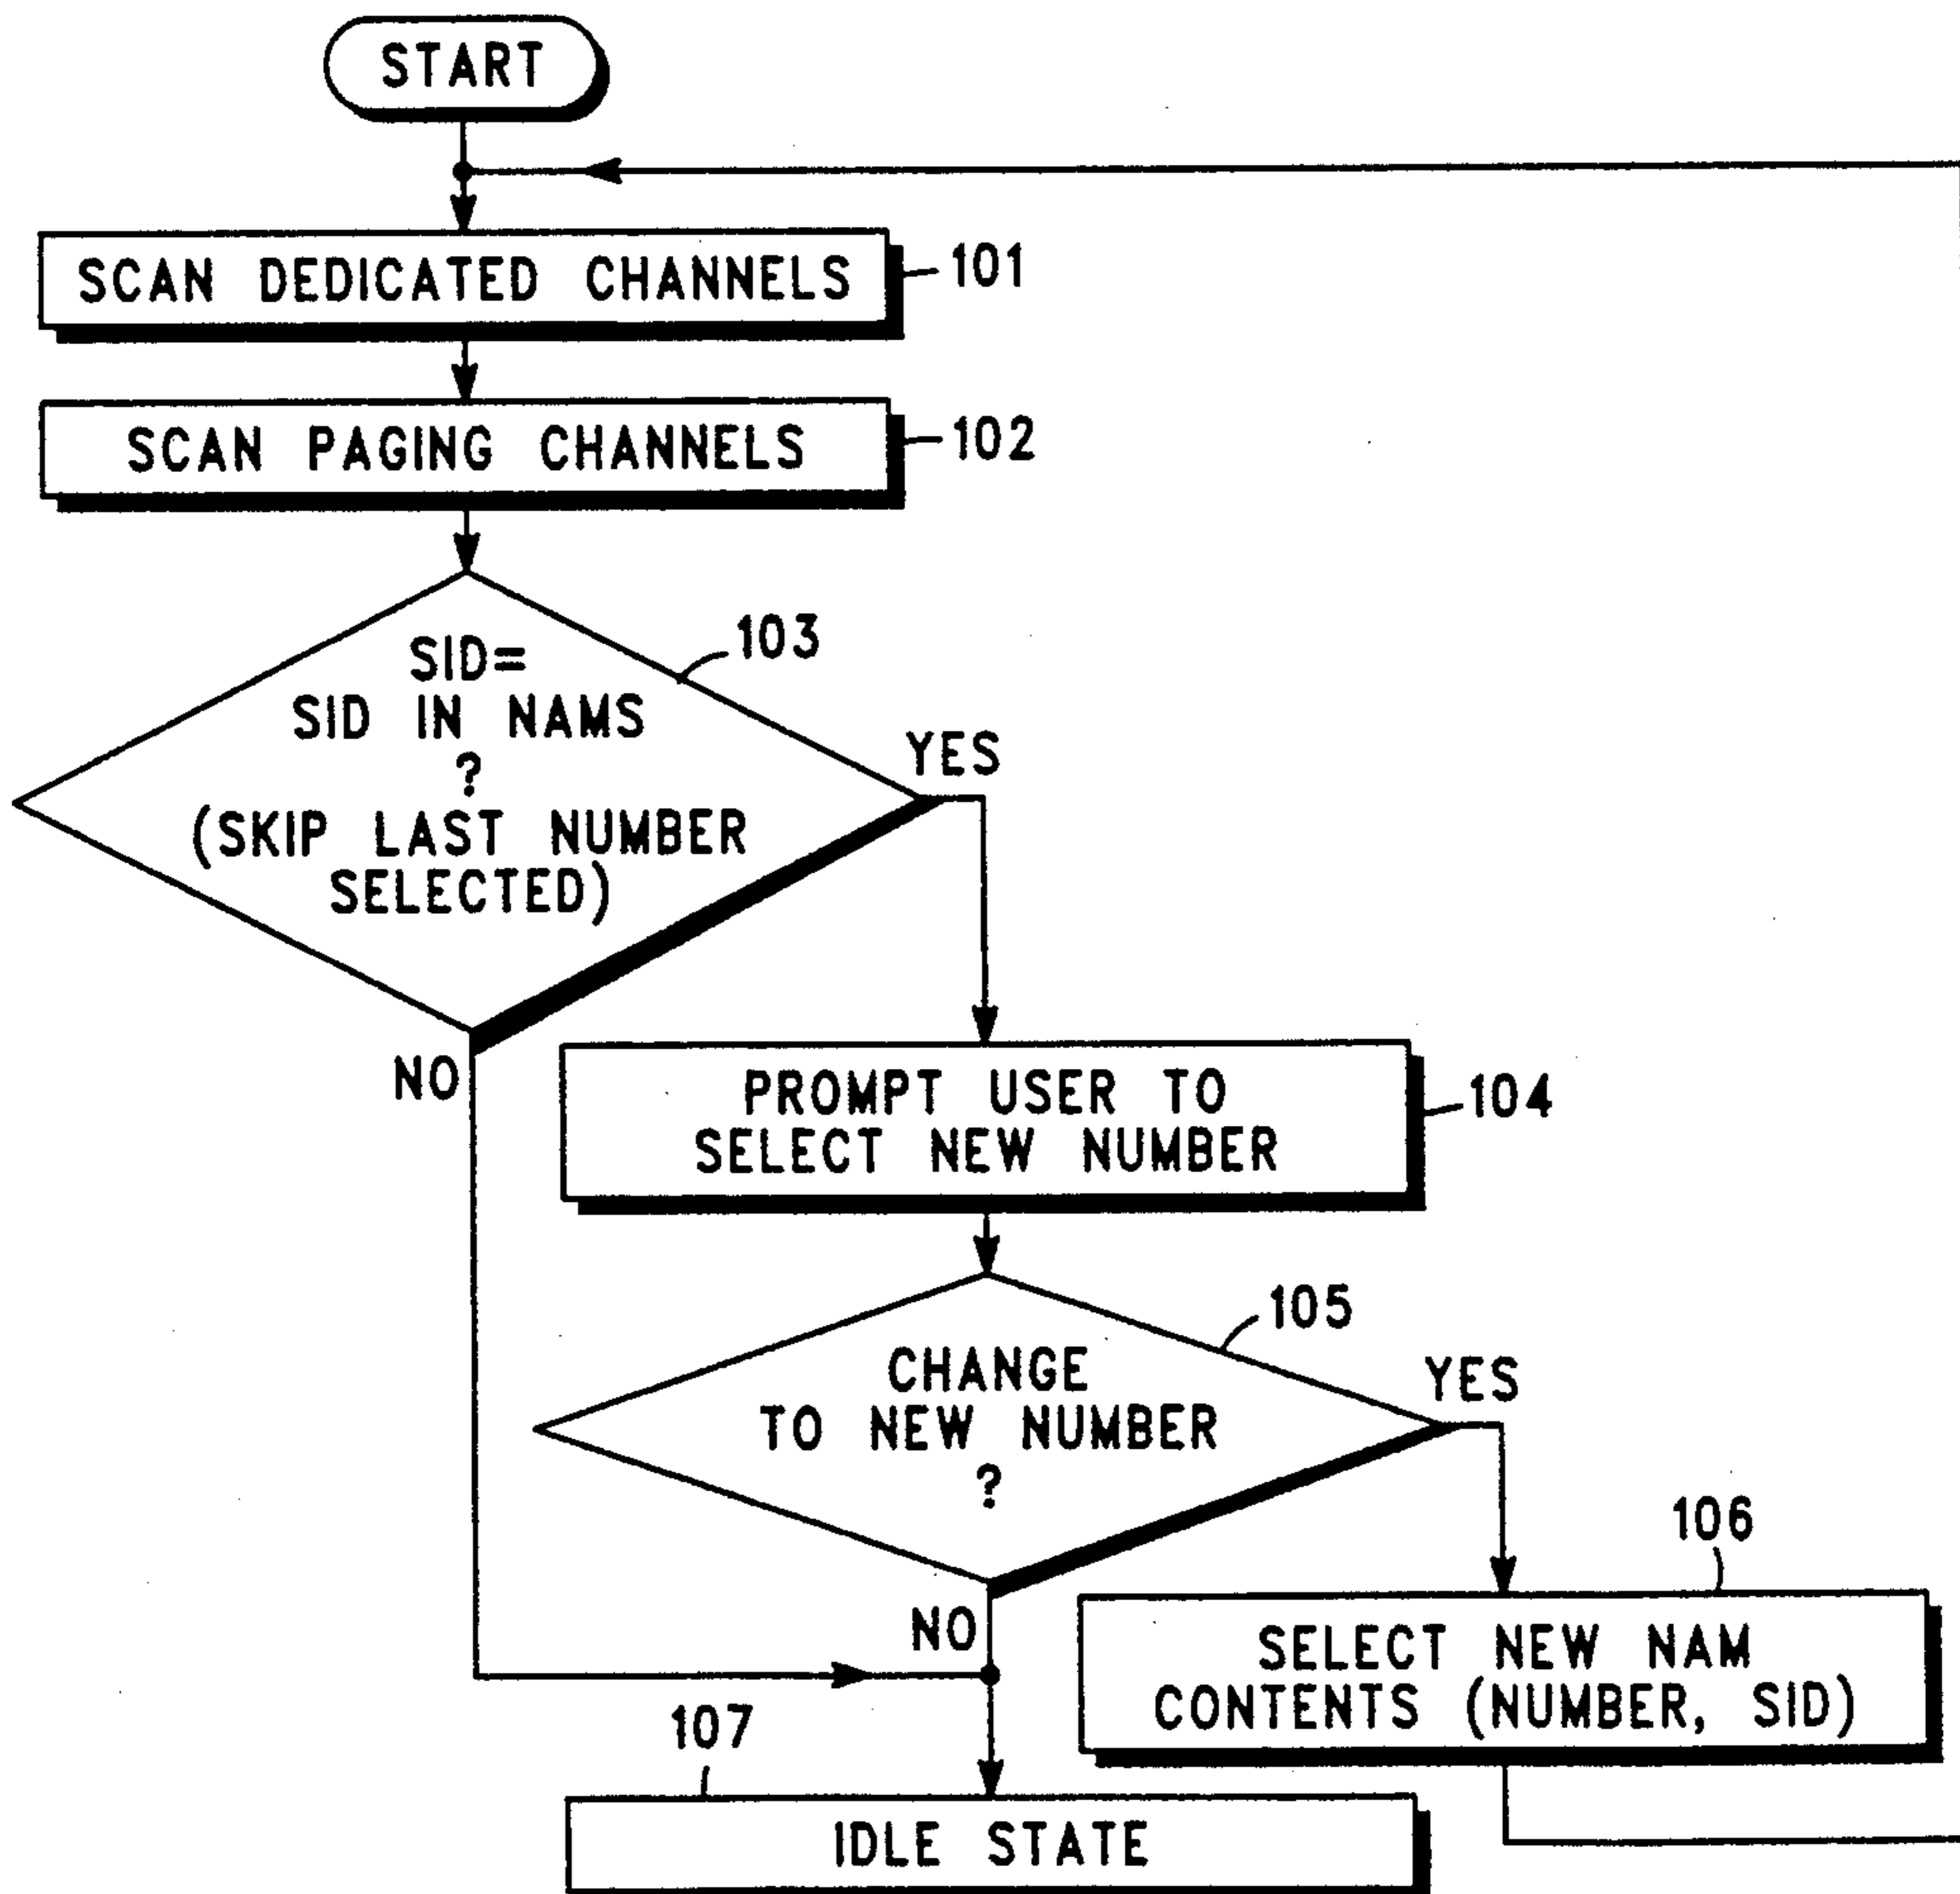 START
SCAN DEDICATED CHANNELS
101
SCAN PAGING CHANNELS
102
SID=
SID IN NAMS
?
(SKIP LAST NUMBER
SELECTED)
103
YES
NO
PROMPT USER TO
SELECT NEW NUMBER
104
CHANGE
TO NEW NUMBER
?
105
YES
NO
106
SELECT NEW NAM
CONTENTS (NUMBER, SID)
107
IDLE STATE